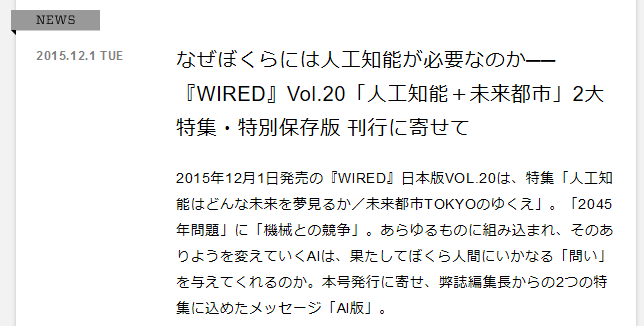 NEWS
2015.12.1 TUE
なぜぼくらには人工知能が必要なのか──
『WIRED』Vol.20「人工知能＋未来都市」2大
特集・特別保存版 刊行に寄せて
2015年12月1日発売の『WIRED』日本版VOL.20は、特集「人工知
能はどんな未来を夢見るか／未来都市TOKYOのゆくえ」。「2045
年問題」に「機械との競争」。あらゆるものに組み込まれ、そのあ
りようを変えていくAIは、果たしてぼくら人間にいかなる「問い」
を与えてくれるのか。本号発行に寄せ、弊誌編集長からの2つの特
集に込めたメッセージ「AI版」。